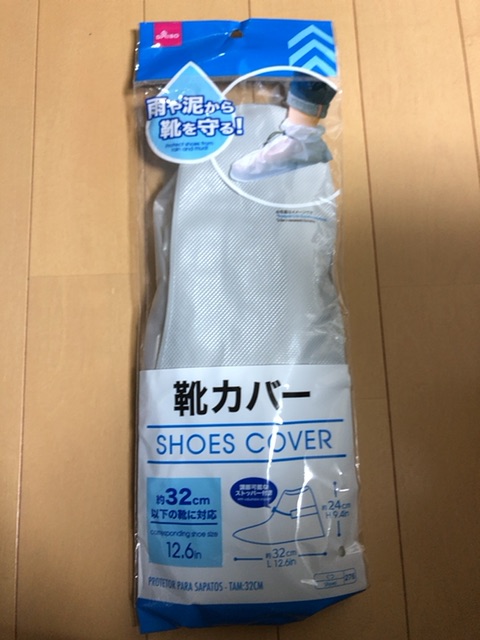 DAISO
雨や泥から
靴を守る!
protect shoes from
rain and mud!
靴カバー
SHOES COVER
約32cm
以下の靴に対応
corresponding shoe size
12.6in
調節可能な
ストッパー付き
約24cm
H 9.4in
約32cm
L 12.6in
PROTETOR PARA SAPATOS · TAM:32CM